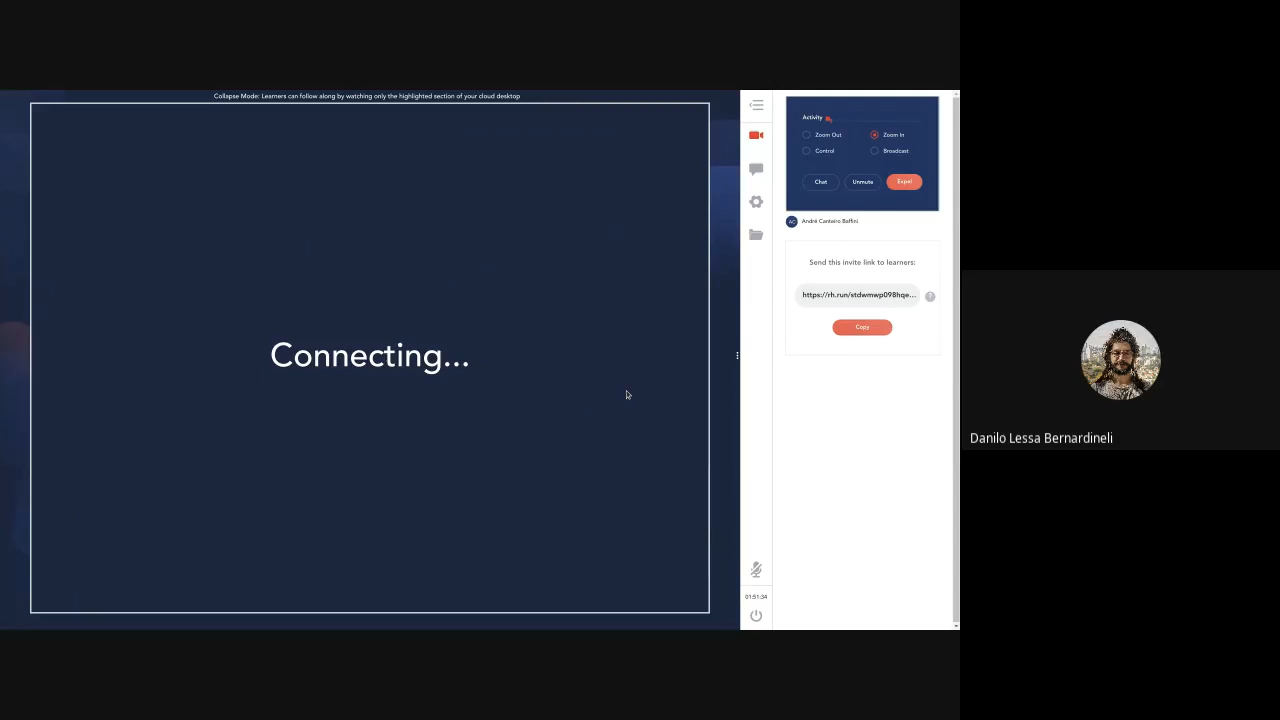 Collapse Mode: Learners can follow along by watching only the highlighted section of your cloud desktop
Connecting...
Activity
Zoom Out
Zoom In
Control
Broadcast
Chat
Unmute
Expel
AC
André Canteiro Baffini
Send this invite link to learners:
https://rh.run/stdwmwp098hqe...
?
Copy
01:51:34
Danilo Lessa Bernardineli